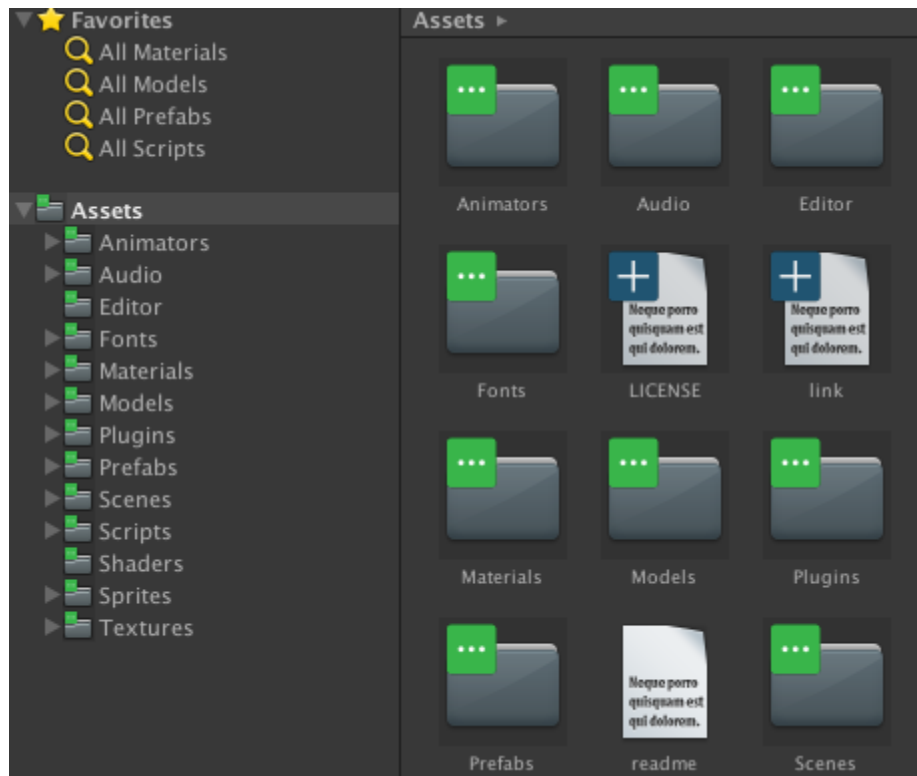 Favorites
All Materials
All Models
All Prefabs
All Scripts
Assets
Animators
Audio
Editor
Fonts
Materials
Models
Plugins
Prefabs
Scenes
Scripts
Shaders
Sprites
Textures
Assets
Animators
Audio
Editor
Fonts
Neque porro
quisquam est
qui dolorem.
LICENSE
Neque porro
quisquam est
qui dolorem.
link
Materials
Models
Plugins
Prefabs
Neque porro
quisquam est
qui dolorem.
readme
Scenes